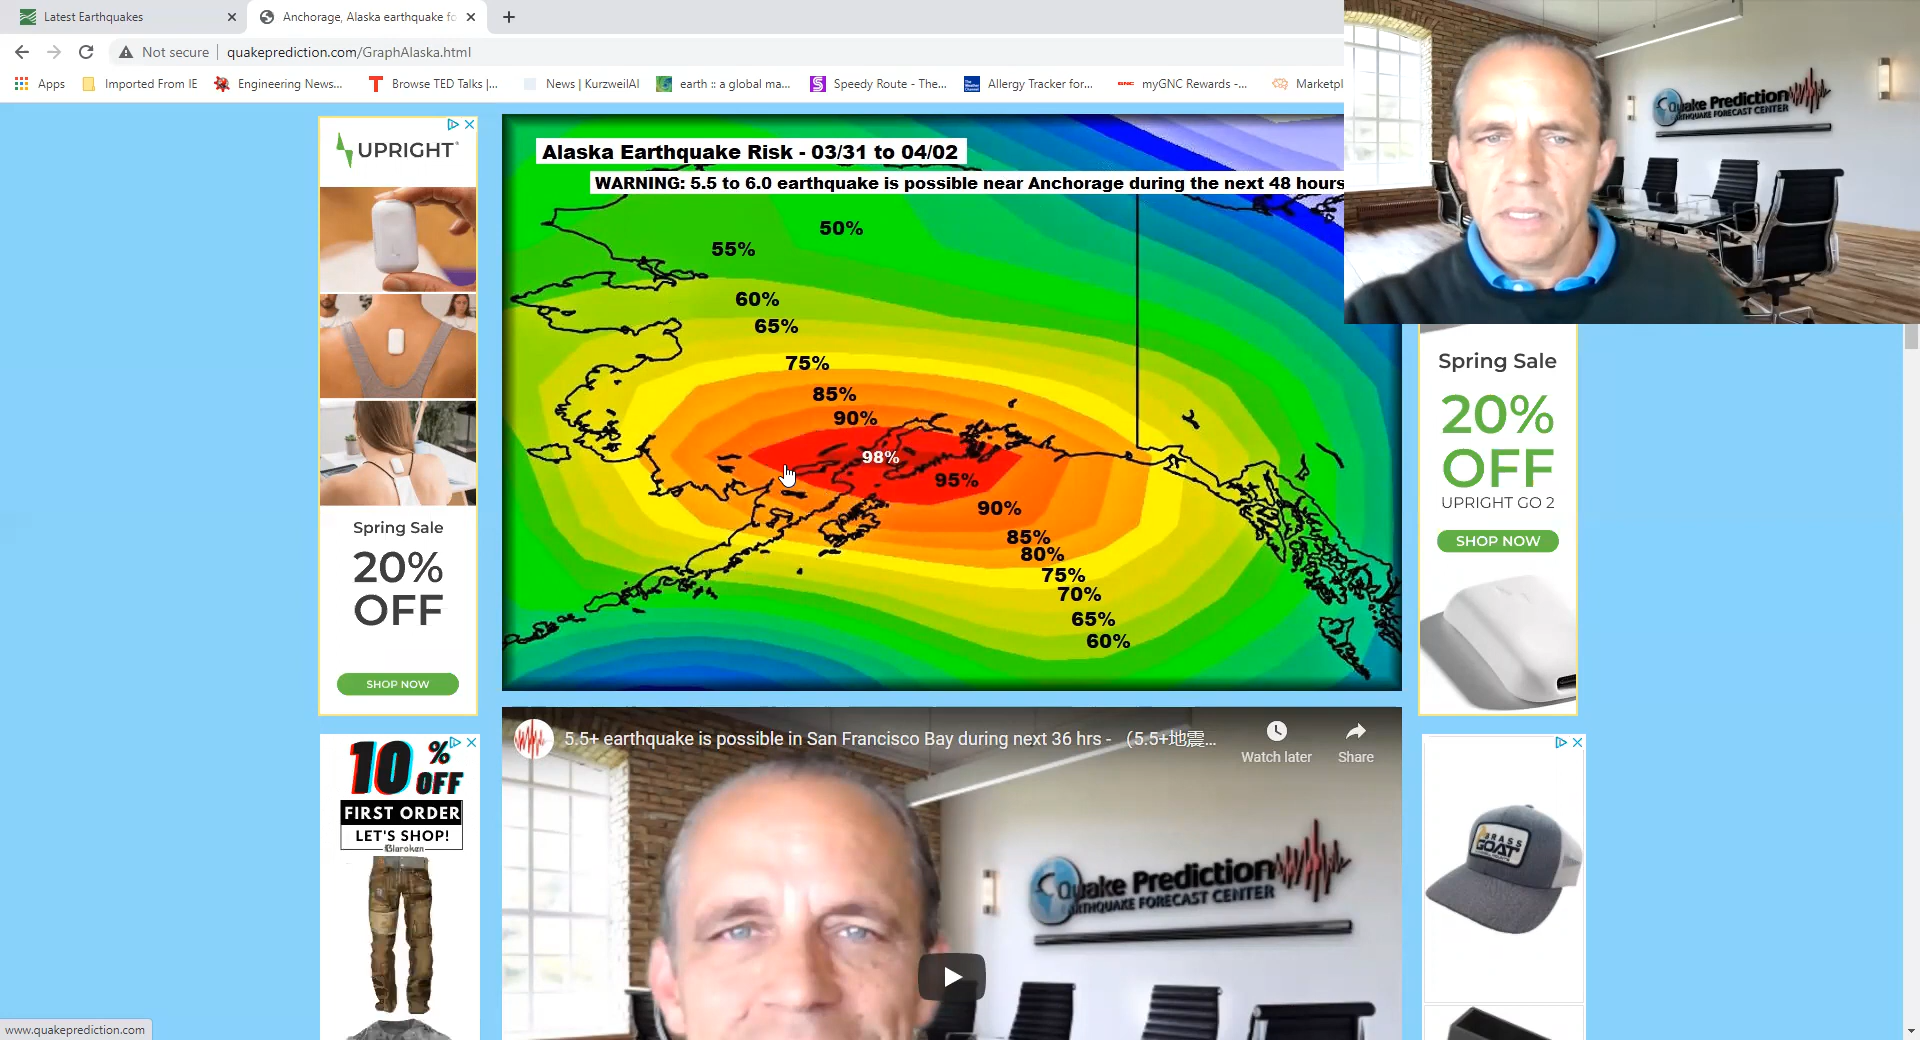 Latest Earthquakes
Anchorage, Alaska earthquake fo
Not secure
quakeprediction.com/GraphAlaska.html
Apps
Imported From IE
Engineering News...
Browse TED Talks |...
News | KurzweilAI
earth :: a global ma...
Speedy Route - The...
Allergy Tracker for...
GNC
myGNC Rewards -...
Marketpl
Quake Prediction
EARTHQUAKE FORECAST CENTER
UPRIGHT
Spring Sale
20%
OFF
SHOP NOW
Alaska Earthquake Risk - 03/31 to 04/02
WARNING: 5.5 to 6.0 earthquake is possible near Anchorage during the next 48 hours
50%
55%
60%
65%
75%
85%
90%
98%
95%
90%
85%
80%
75%
70%
65%
60%
Spring Sale
20%
OFF
UPRIGHT GO 2
SHOP NOW
10 %
OFF
FIRST ORDER
LET'S SHOP!
Blaroken
5.5+ earthquake is possible in San Francisco Bay during next 36 hrs - （5.5+地震...
Watch later
Share
Quake Prediction
EARTHQUAKE FORECAST CENTER
BRASS
GOAT
www.quakeprediction.com